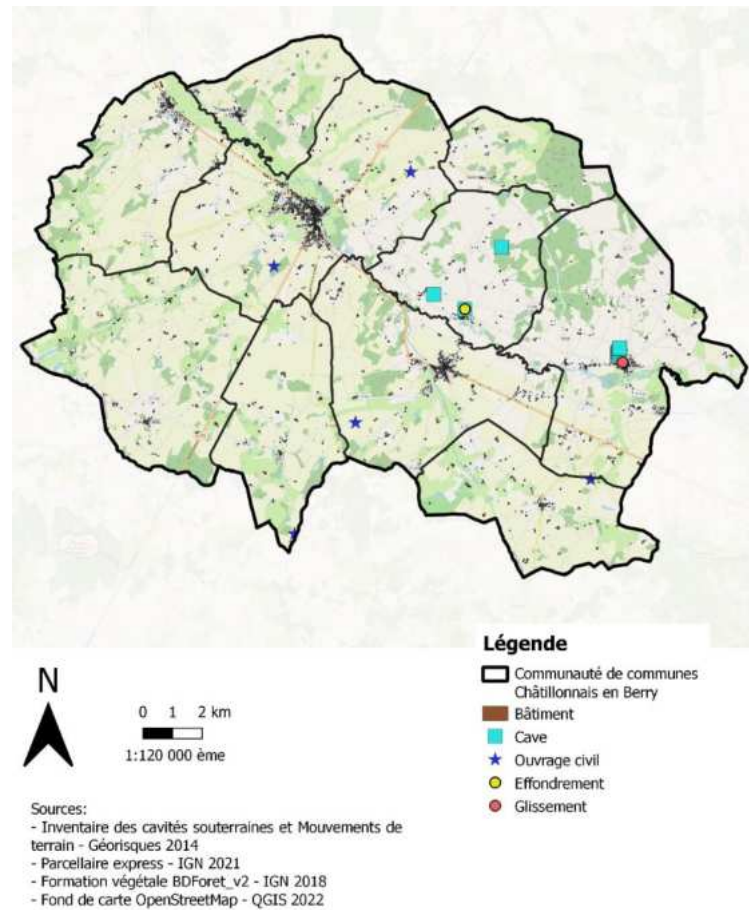 Légende
Communauté de communes
Châtillonnais en Berry
Bâtiment
Cave
Ouvrage civil
Effondrement
Glissement
N
0 1 2 km
1:120 000 ème
Sources:
- Inventaire des cavités souterraines et Mouvements de
terrain - Géorisques 2014
- Parcellaire express - IGN 2021
- Formation végétale BDForet_v2 - IGN 2018
- Fond de carte OpenStreetMap - QGIS 2022